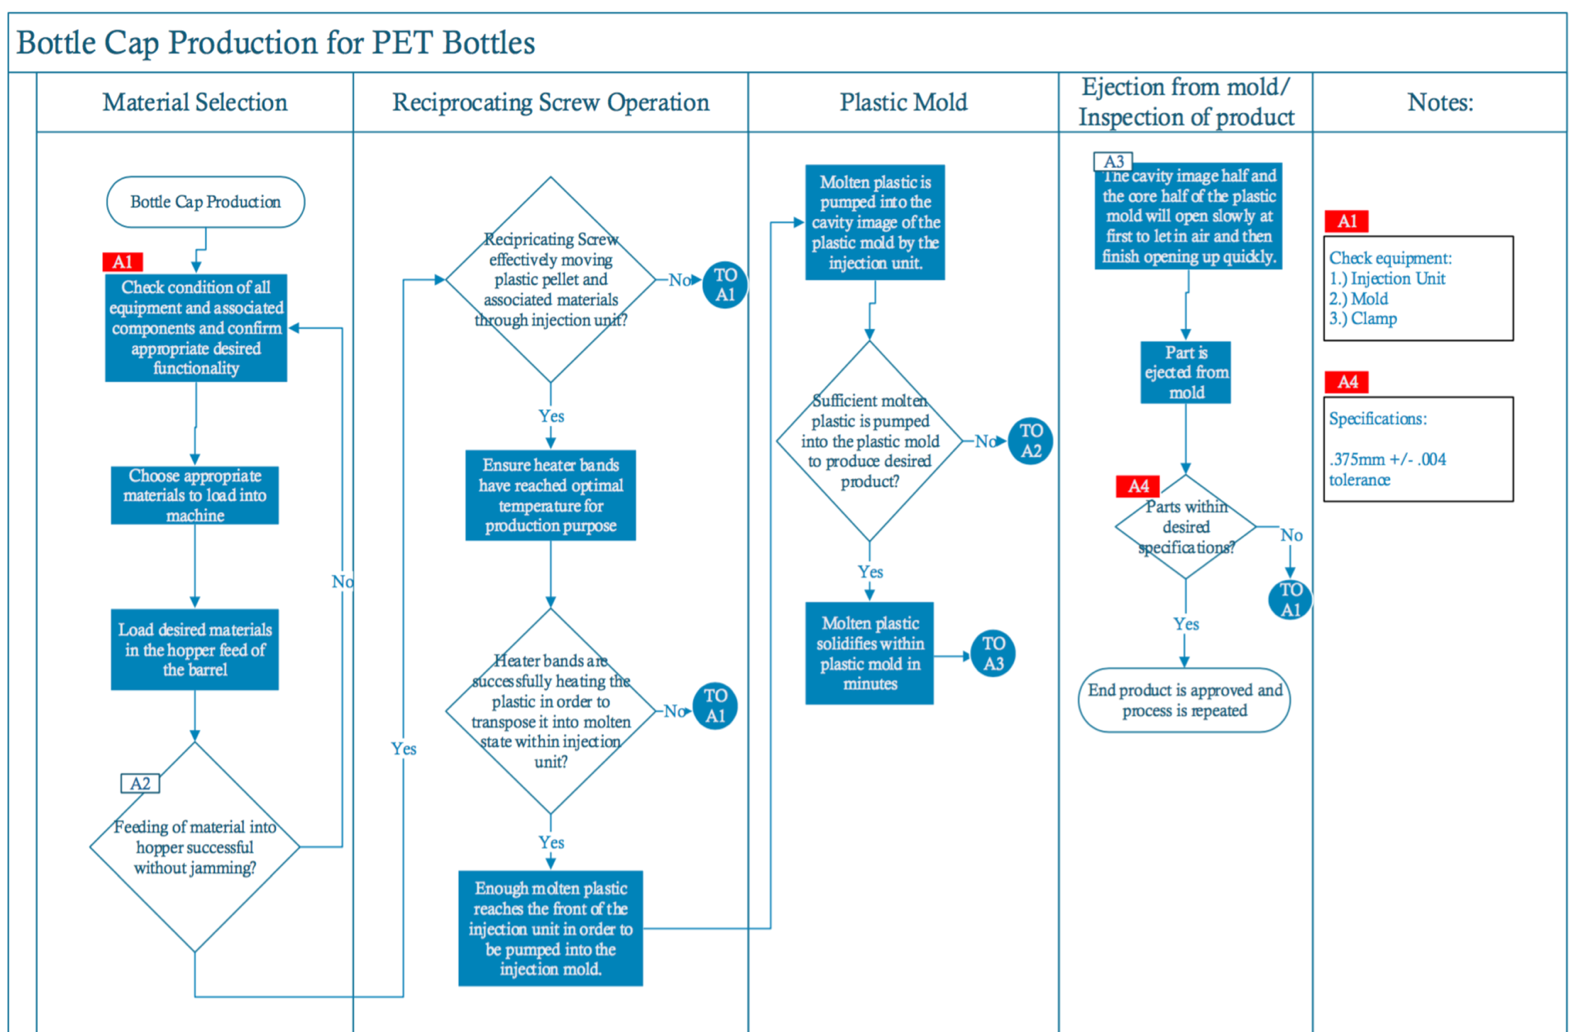 Bottle Cap Production for PET Bottles
Material Selection
Reciprocating Screw Operation
Plastic Mold
Ejection from mold/
Inspection of product
Notes:
Bottle Cap Production
A1
Check condition of all
equipment and associated
components and confirm
appropriate desired
functionality
Choose appropriate
materials to load into
machine
Load desired materials
in the hopper feed of
the barrel
A2
Feeding of material into
hopper successful
without jamming?
No
Yes
Recipricating Screw
effectively moving
plastic pellet and
associated materials
through injection unit?
No
TO
A1
Yes
Ensure heater bands
have reached optimal
temperature for
production purpose
Heater bands are
successfully heating the
plastic in order to
transpose it into molten
state within injection
unit?
No
TO
A1
Yes
Enough molten plastic
reaches the front of the
injection unit in order to
be pumped into the
injection mold.
Molten plastic is
pumped into the
cavity image of the
plastic mold by the
injection unit.
Sufficient molten
plastic is pumped
into the plastic mold
to produce desired
product?
No
TO
A2
Yes
Molten plastic
solidifies within
plastic mold in
minutes
TO
A3
A3
The cavity image half and
the core half of the plastic
mold will open slowly at
first to let in air and then
finish opening up quickly.
Part is
ejected from
mold
A4
Parts within
desired
specifications?
No
TO
A1
Yes
End product is approved and
process is repeated
A1
Check equipment:
1.) Injection Unit
2.) Mold
3.) Clamp
A4
Specifications:
.375mm +/- .004
tolerance